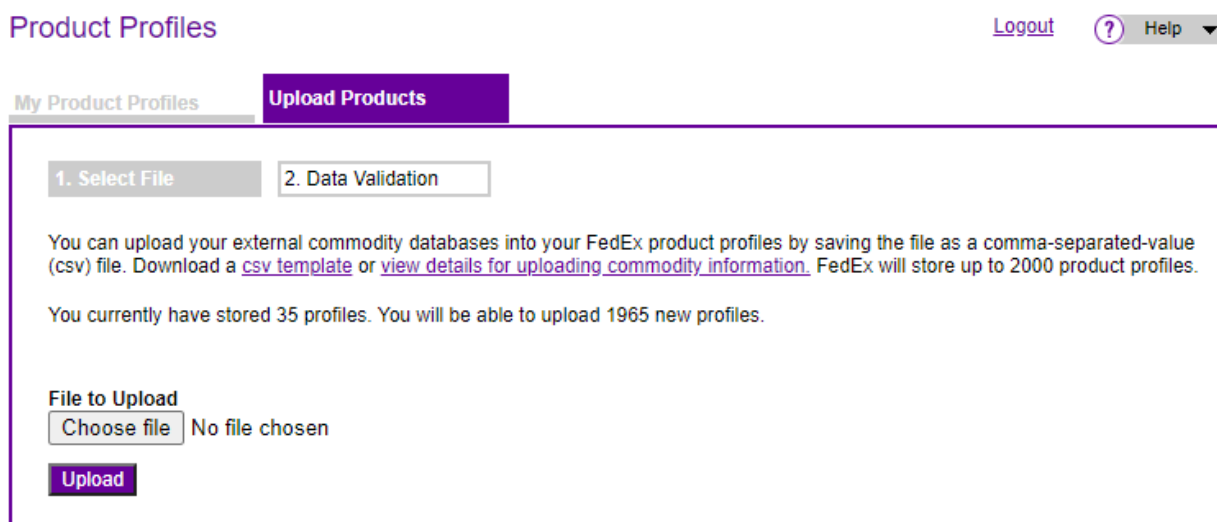 Product Profiles
Logout
? Help
My Product Profiles
Upload Products
1. Select File
2. Data Validation
You can upload your external commodity databases into your FedEx product profiles by saving the file as a comma-separated-value
(csv) file. Download a csv template or view details for uploading commodity information. FedEx will store up to 2000 product profiles.
You currently have stored 35 profiles. You will be able to upload 1965 new profiles.
File to Upload
Choose file No file chosen
Upload